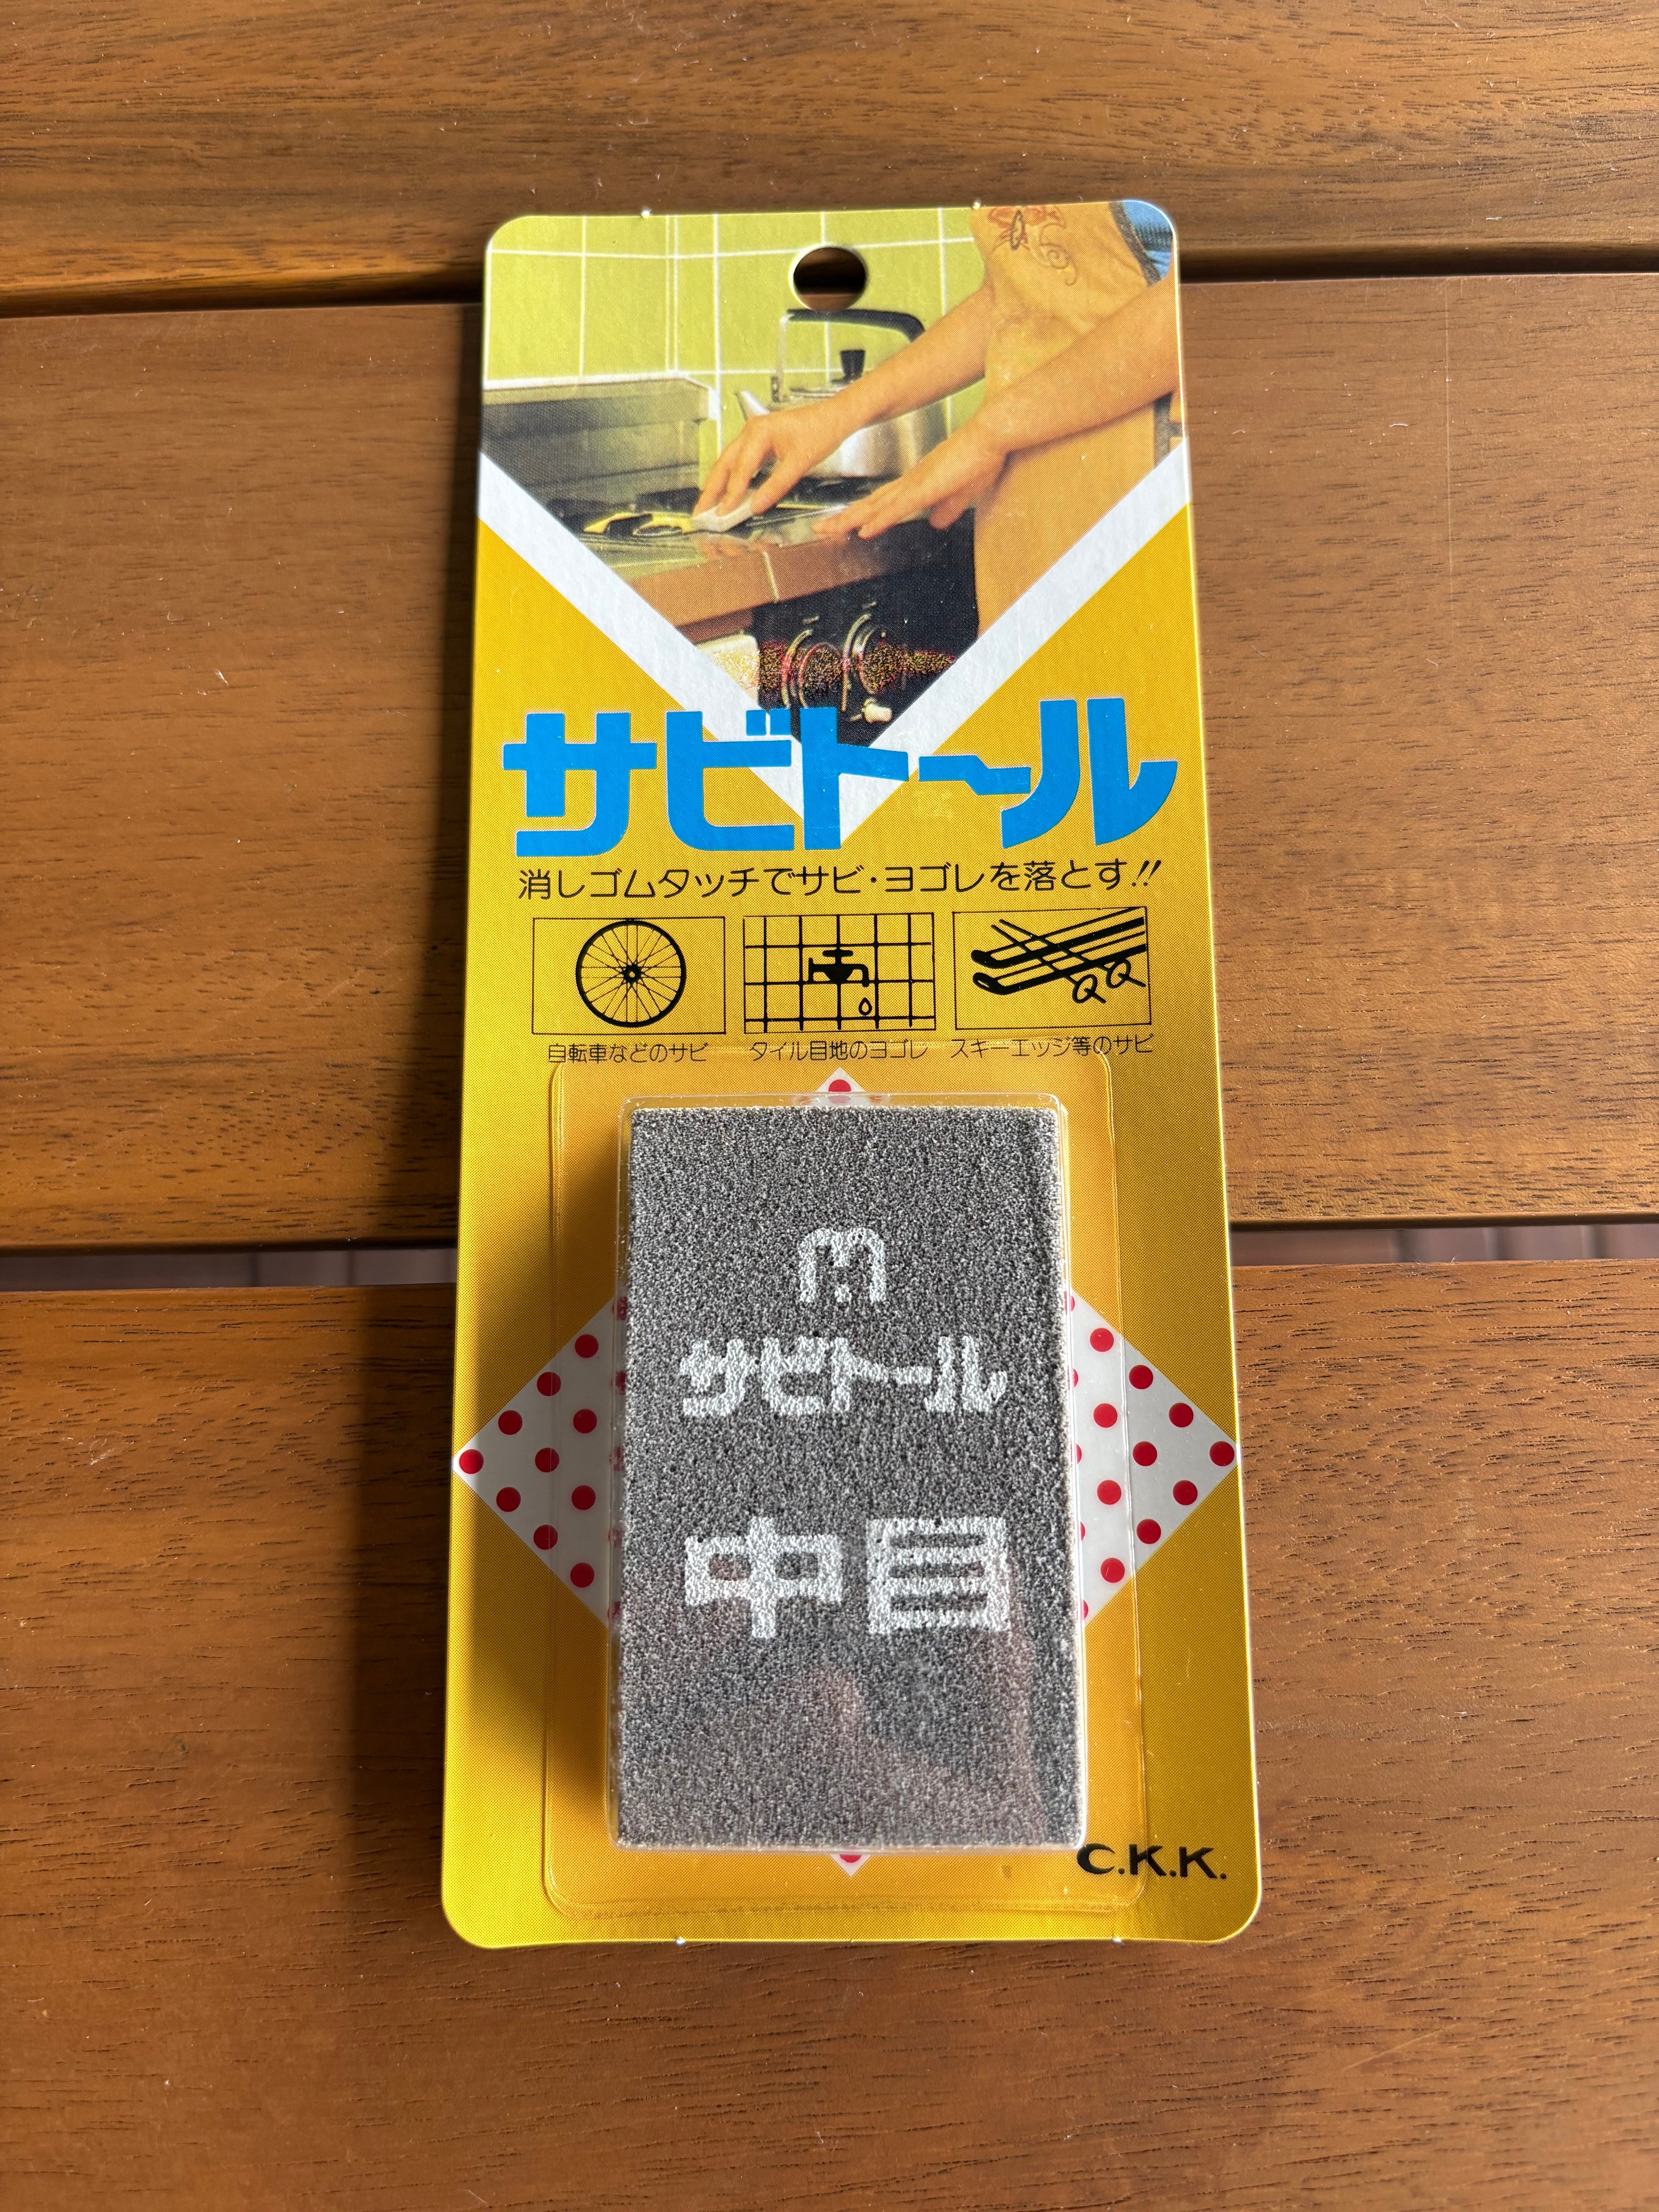 サビトール
消しゴムタッチでサビ・ヨゴレを落とす!!
自転車などのサビ
タイル目地のヨゴレ
スキーエッジ等のサビ
サビトール
中目
C.K.K.